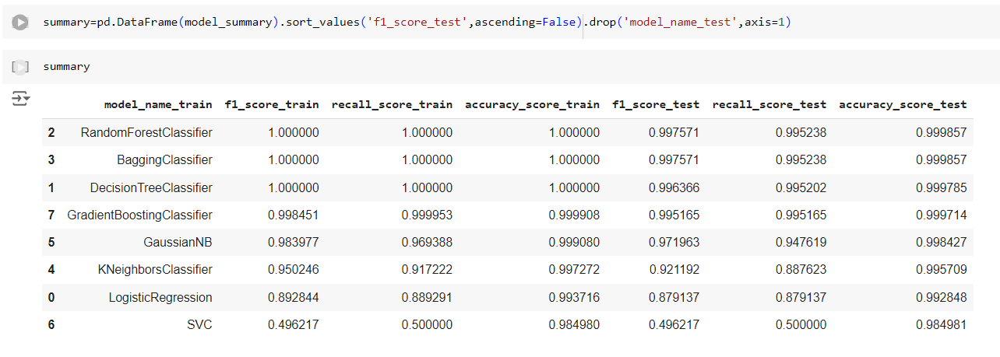 summary=pd.DataFrame(model_summary).sort_values('f1_score_test',ascending=False).drop('model_name_test',axis=1)
[ ] summary
model_name_train f1_score_train recall_score_train accuracy_score_train f1_score_test recall_score_test accuracy_score_test
2 RandomForestClassifier 1.000000 1.000000 1.000000 0.997571 0.995238 0.999857
3 BaggingClassifier 1.000000 1.000000 1.000000 0.997571 0.995238 0.999857
1 DecisionTreeClassifier 1.000000 1.000000 1.000000 0.996366 0.995202 0.999785
7 GradientBoostingClassifier 0.998451 0.999953 0.999908 0.995165 0.995165 0.999714
5 GaussianNB 0.983977 0.969388 0.999080 0.971963 0.947619 0.998427
4 KNeighborsClassifier 0.950246 0.917222 0.997272 0.921192 0.887623 0.995709
0 LogisticRegression 0.892844 0.889291 0.993716 0.879137 0.879137 0.992848
6 SVC 0.496217 0.500000 0.984980 0.496217 0.500000 0.984981